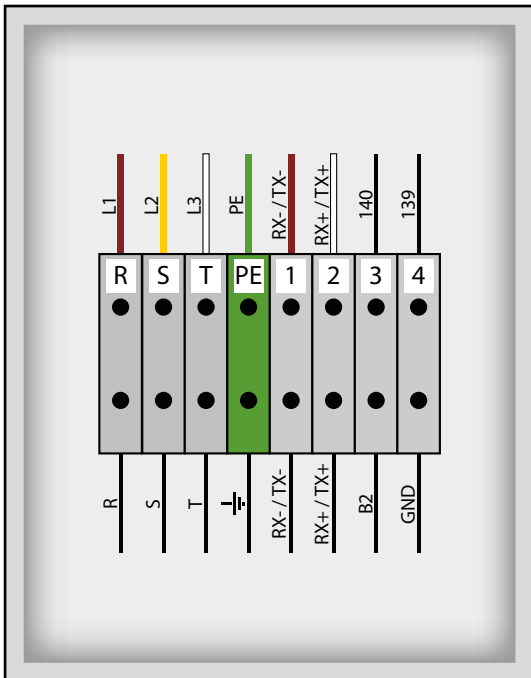 L1 L2 L3 PE RX- / TX- RX+ / TX+ 140 139
R S T PE 1 2 3 4
R S T RX- / TX- RX+ / TX+ B2 GND